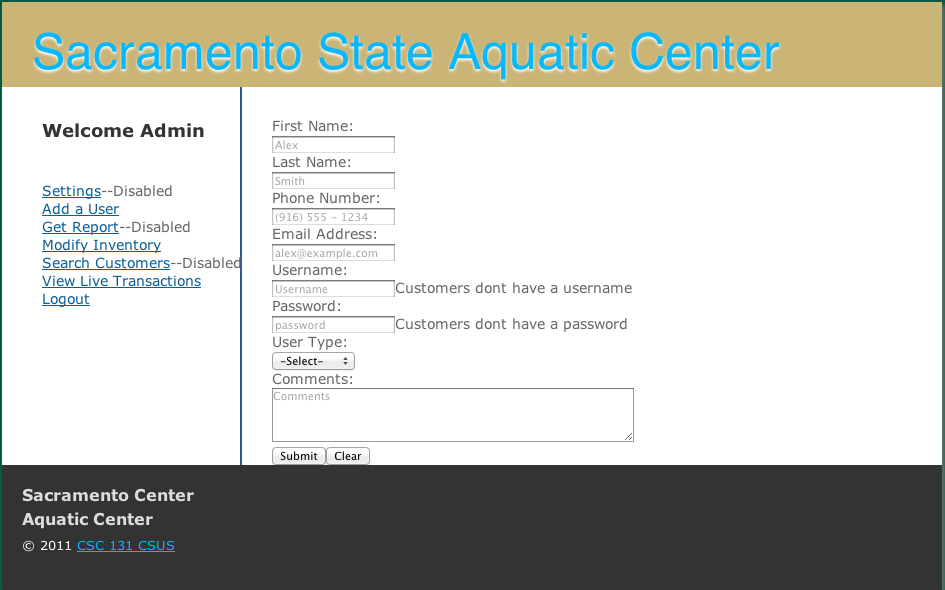 Sacramento State Aquatic Center
Welcome Admin
Settings--Disabled
Add a User
Get Report--Disabled
Modify Inventory
Search Customers--Disabled
View Live Transactions
Logout
First Name:
Alex
Last Name:
Smith
Phone Number:
(916) 555 - 1234
Email Address:
alex@example.com
Username:
Username Customers dont have a username
Password:
password Customers dont have a password
User Type:
-Select-
Comments:
Comments
Submit Clear
Sacramento Center
Aquatic Center
© 2011 CSC 131 CSUS